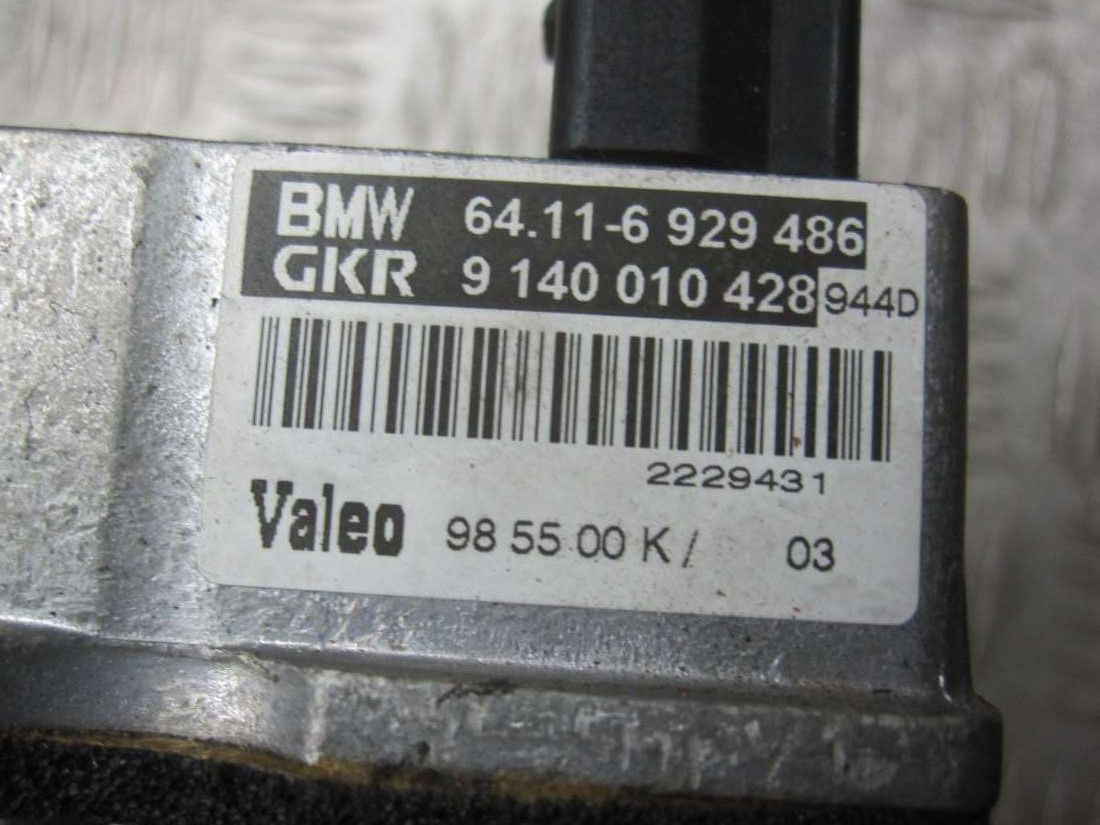 BMW 64.11-6 929 486
GKR 9 140 010 428 944D
2229431
Valeo 98 55 00 K / 03